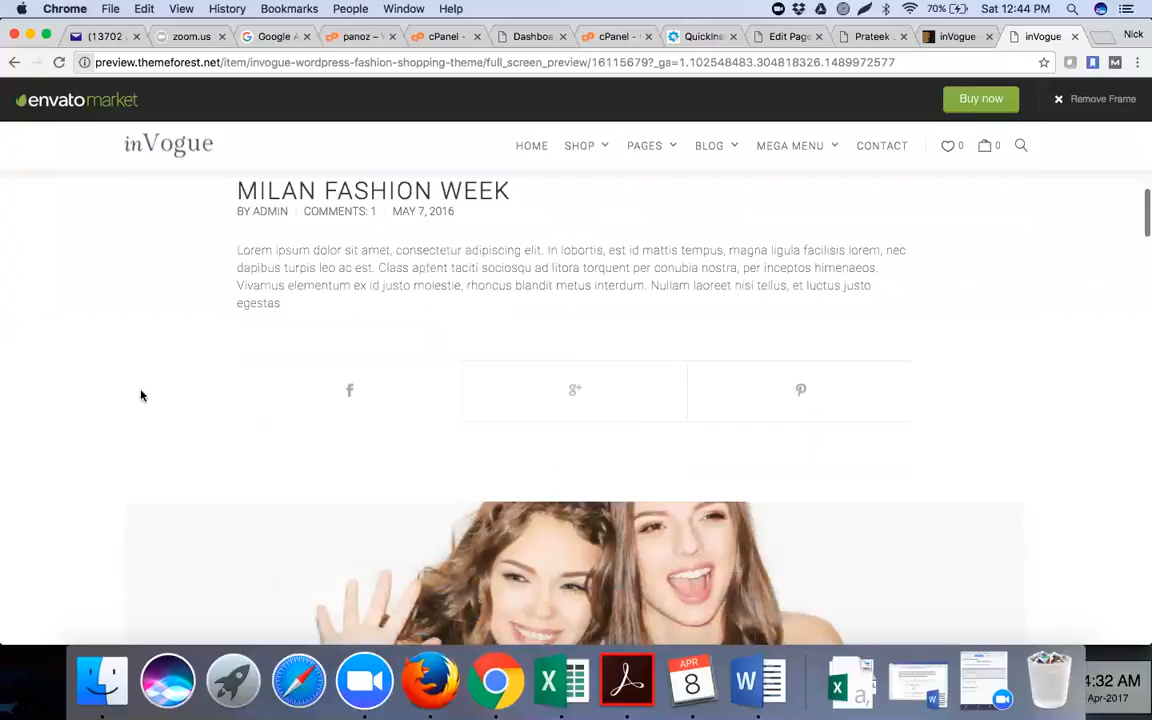 Chrome File Edit View History Bookmarks People Window Help 70% Sat 12:44 PM
(13702 zoom.us Google A panoz – cPanel - Dashboa cPanel - QuickIns Edit Page Prateek inVogue inVogue Nick
preview.themeforest.net/item/invogue-wordpress-fashion-shopping-theme/full_screen_preview/16115679?_ga=1.102548483.304818326.1489972577
envatomarket Buy now Remove Frame
inVogue HOME SHOP PAGES BLOG MEGA MENU CONTACT 0 0
MILAN FASHION WEEK
BY ADMIN COMMENTS: 1 MAY 7, 2016
Lorem ipsum dolor sit amet, consectetur adipiscing elit. In lobortis, est id mattis tempus, magna ligula facilisis lorem, nec
dapibus turpis leo ac est. Class aptent taciti sociosqu ad litora torquent per conubia nostra, per inceptos himenaeos.
Vivamus elementum ex id justo molestie, rhoncus blandit metus interdum. Nullam laoreet nisi tellus, et luctus justo
egestas
f g+
APR
8
X W X a, W
4:32 AM
-Apr-2017